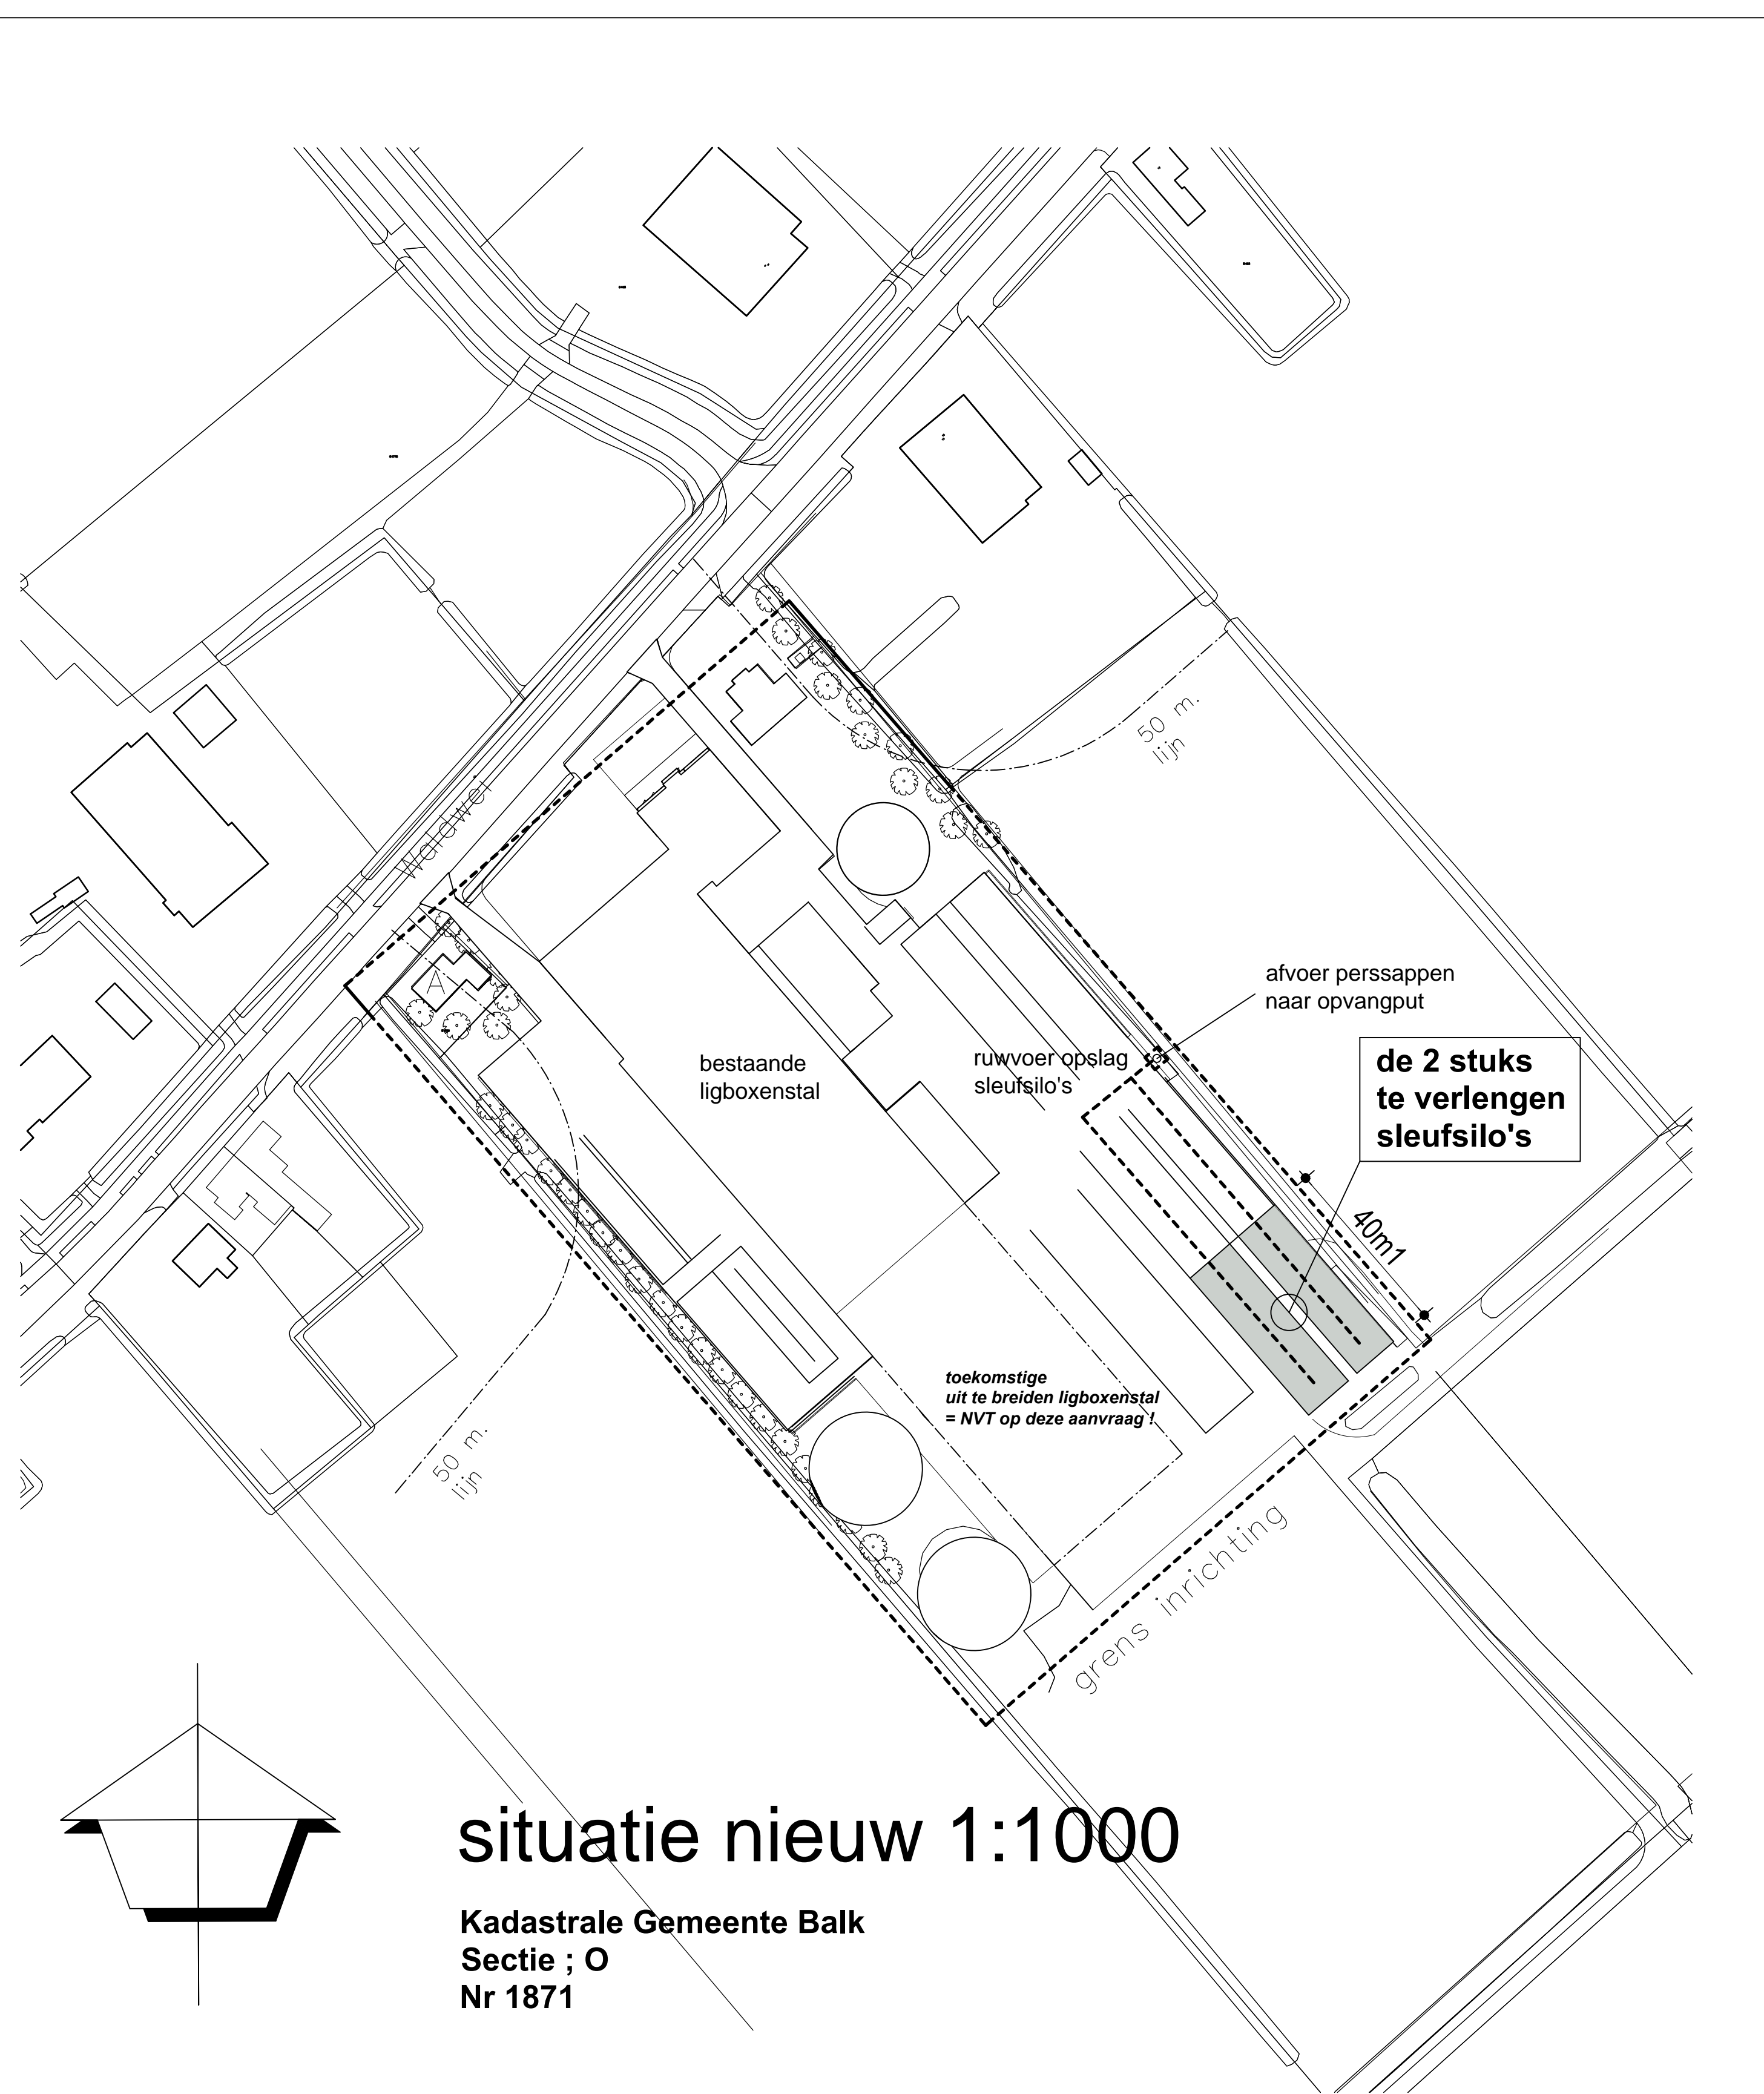 50 m.
lijn
afvoer perssappen
naar opvangput
bestaande
ligboxenstal
ruwvoer opslag
sleufsilo's
de 2 stuks
te verlengen
sleufsilo's
A
40m1
toekomstige
uit te breiden ligboxenstal
= NVT op deze aanvraag !
50 m.
lijn
grens inrichting
situatie nieuw 1:1000
Kadastrale Gemeente Balk
Sectie ; O
Nr 1871